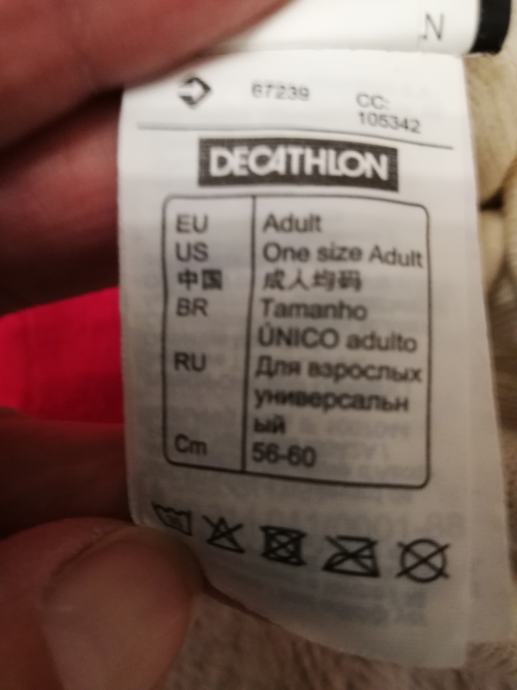 N
67239 CC:
105342
DECATHLON
EU Adult
US One size Adult
中国 成人均码
BR Tamanho
ÚNICO adulto
RU Для взрослых
универсальн
ый
Cm 56-60